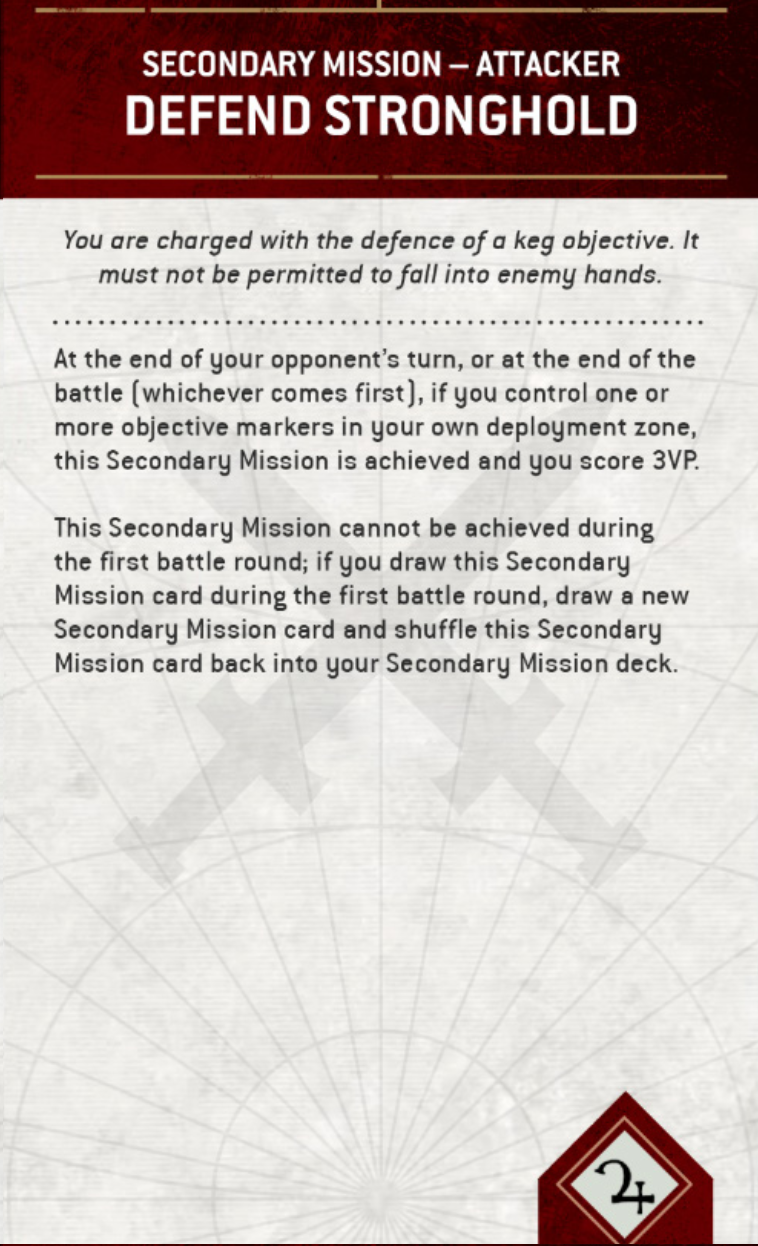 SECONDARY MISSION – ATTACKER
DEFEND STRONGHOLD
You are charged with the defence of a keg objective. It
must not be permitted to fall into enemy hands.
At the end of your opponent's turn, or at the end of the
battle (whichever comes first), if you control one or
more objective markers in your own deployment zone,
this Secondary Mission is achieved and you score 3VP.
This Secondary Mission cannot be achieved during
the first battle round; if you draw this Secondary
Mission card during the first battle round, draw a new
Secondary Mission card and shuffle this Secondary
Mission card back into your Secondary Mission deck.